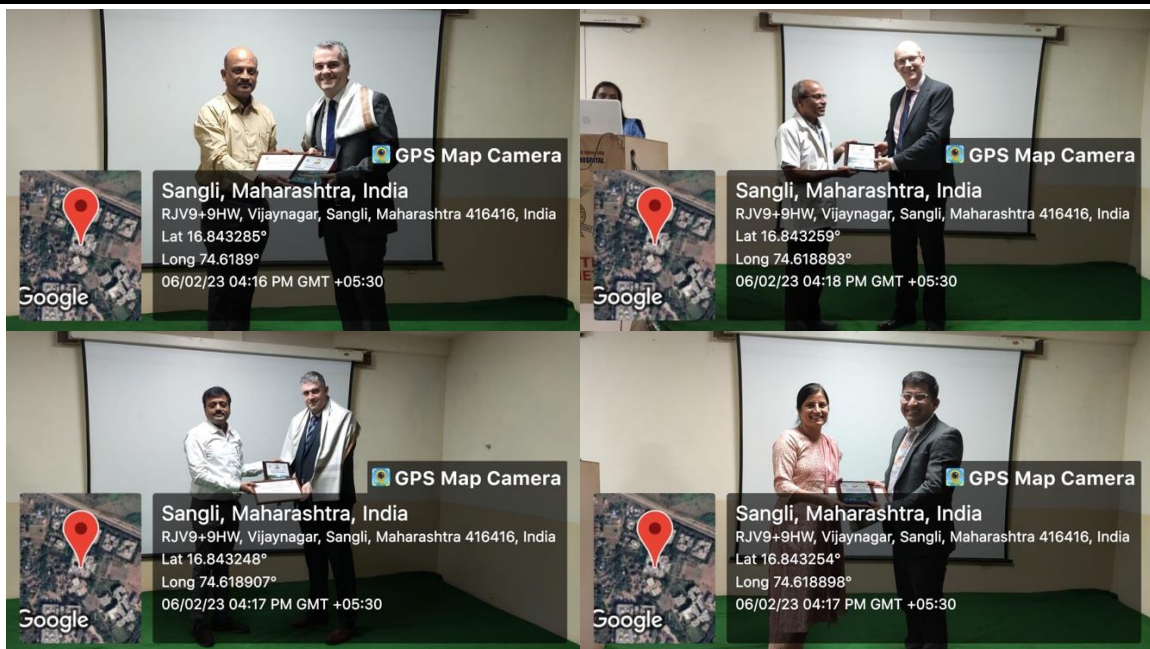 GPS Map Camera
Sangli, Maharashtra, India
RJV9+9HW, Vijaynagar, Sangli, Maharashtra 416416, India
Lat 16.843285°
Long 74.6189°
06/02/23 04:16 PM GMT +05:30
Google
HOSPITAL
GPS Map Camera
Sangli, Maharashtra, India
RJV9+9HW, Vijaynagar, Sangli, Maharashtra 416416, India
Lat 16.843259°
Long 74.618893°
06/02/23 04:18 PM GMT +05:30
Google
GPS Map Camera
Sangli, Maharashtra, India
RJV9+9HW, Vijaynagar, Sangli, Maharashtra 416416, India
Lat 16.843248°
Long 74.618907°
06/02/23 04:17 PM GMT +05:30
Google
GPS Map Camera
Sangli, Maharashtra, India
RJV9+9HW, Vijaynagar, Sangli, Maharashtra 416416, India
Lat 16.843254°
Long 74.618898°
06/02/23 04:17 PM GMT +05:30
Google